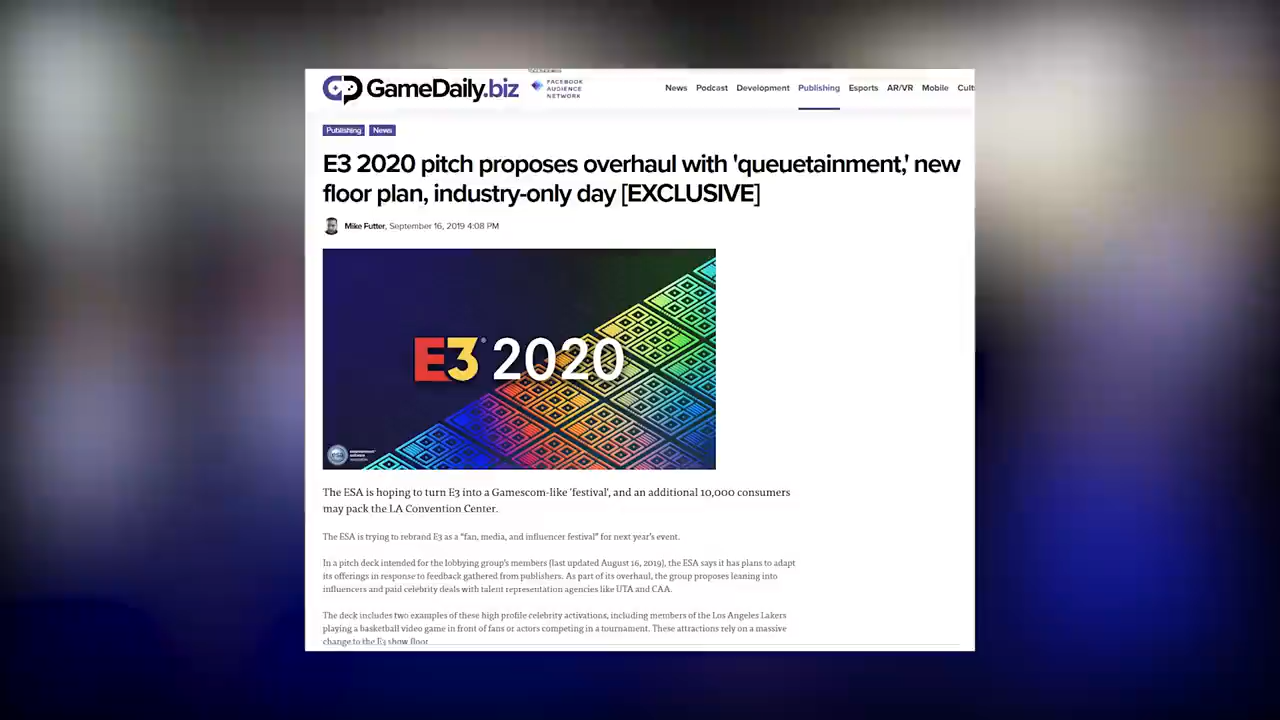 GameDaily.biz
FACEBOOK
AUDIENCE
NETWORK
News Podcast Development Publishing Esports AR/VR Mobile Cult
Publishing News
E3 2020 pitch proposes overhaul with 'queuetainment,' new
floor plan, industry-only day [EXCLUSIVE]
Mike Futter, September 16, 2019 4:08 PM
E3 2020
The ESA is hoping to turn E3 into a Gamescom-like 'festival', and an additional 10,000 consumers
may pack the LA Convention Center.
The ESA is trying to rebrand E3 as a "fan, media, and influencer festival" for next year's event.
In a pitch deck intended for the lobbying group's members (last updated August 16, 2019), the ESA says it has plans to adapt
its offerings in response to feedback gathered from publishers. As part of its overhaul, the group proposes leaning into
influencers and paid celebrity deals with talent representation agencies like UTA and CAA.
The deck includes two examples of these high profile celebrity activations, including members of the Los Angeles Lakers
playing a basketball video game in front of fans or actors competing in a tournament. These attractions rely on a massive
change to the E3 show floor.